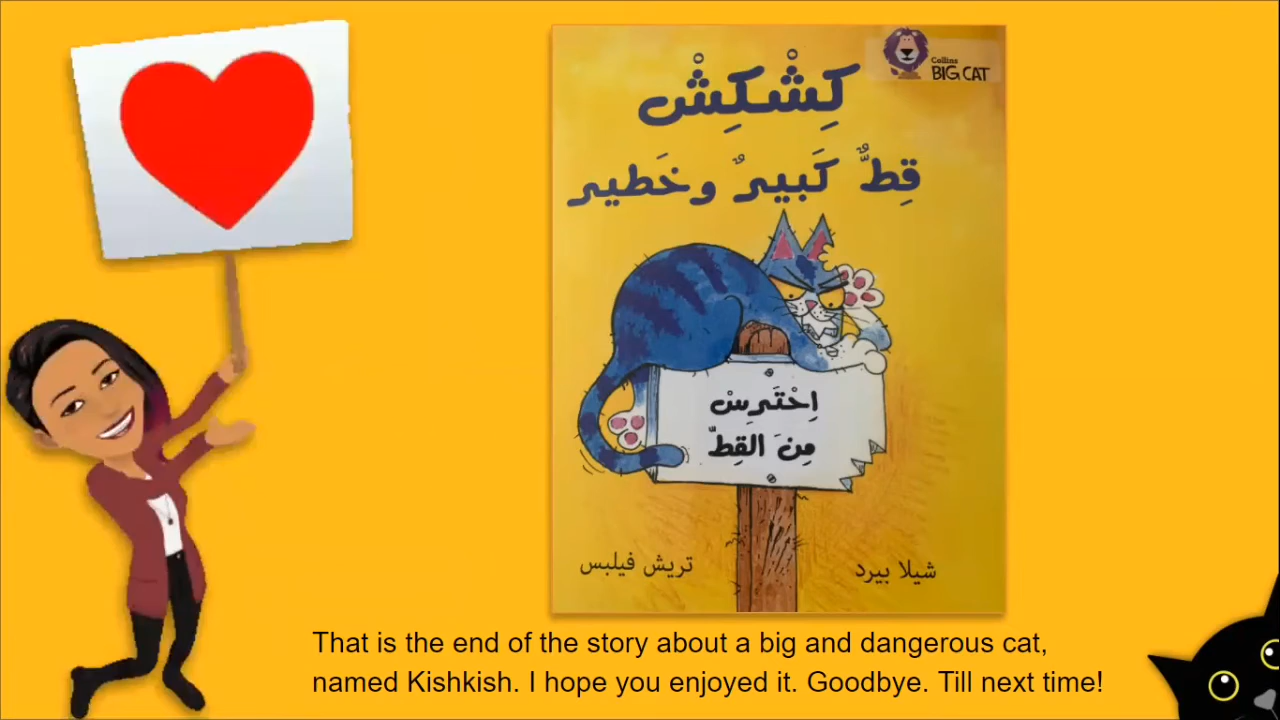 Collins
BIG CAT
كِشْكِشْ
قِطٌّ كَبيرٌ وخَطير
اِحْتَرِسْ
مِنَ القِطّ
شيلا بيرد
تريش فيلبس
That is the end of the story about a big and dangerous cat,
named Kishkish. I hope you enjoyed it. Goodbye. Till next time!